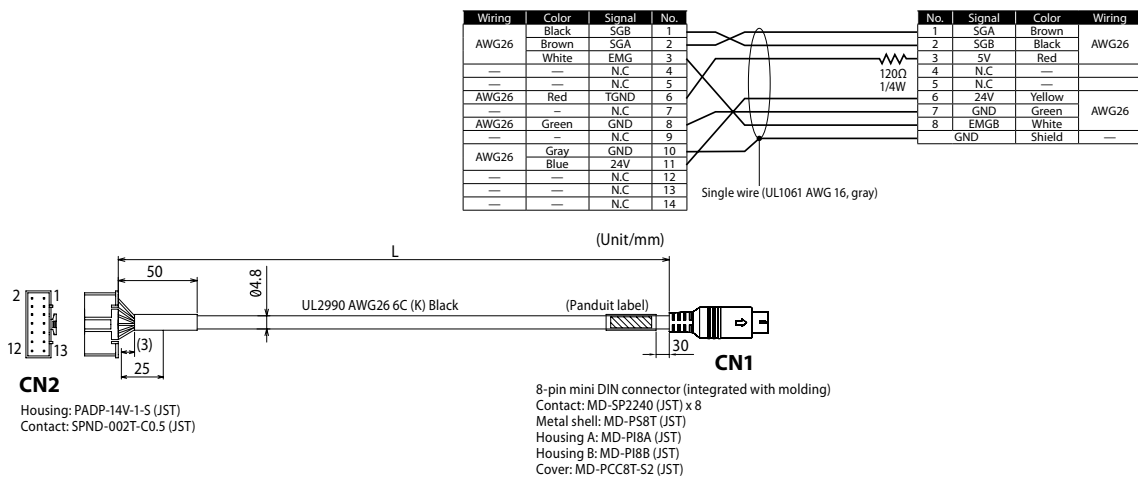 Wiring Color Signal No.
AWG26 Black SGB 1
Brown SGA 2
White EMG 3
— — N.C 4
— — N.C 5
AWG26 Red TGND 6
— – N.C 7
AWG26 Green GND 8
— – N.C 9
AWG26 Gray GND 10
Blue 24V 11
— — N.C 12
— — N.C 13
— — N.C 14
No. Signal Color Wiring
1 SGA Brown AWG26
2 SGB Black
3 5V Red
4 N.C —
5 N.C —
6 24V Yellow AWG26
7 GND Green
8 EMGB White
GND Shield —
120Ω
1/4W
Single wire (UL1061 AWG 16, gray)
(Unit/mm)
L
50
Ø4.8
UL2990 AWG26 6C (K) Black
(Panduit label)
2 1
12 13
(3)
25
30
CN2
Housing: PADP-14V-1-S (JST)
Contact: SPND-002T-C0.5 (JST)
CN1
8-pin mini DIN connector (integrated with molding)
Contact: MD-SP2240 (JST) x 8
Metal shell: MD-PS8T (JST)
Housing A: MD-PI8A (JST)
Housing B: MD-PI8B (JST)
Cover: MD-PCC8T-S2 (JST)